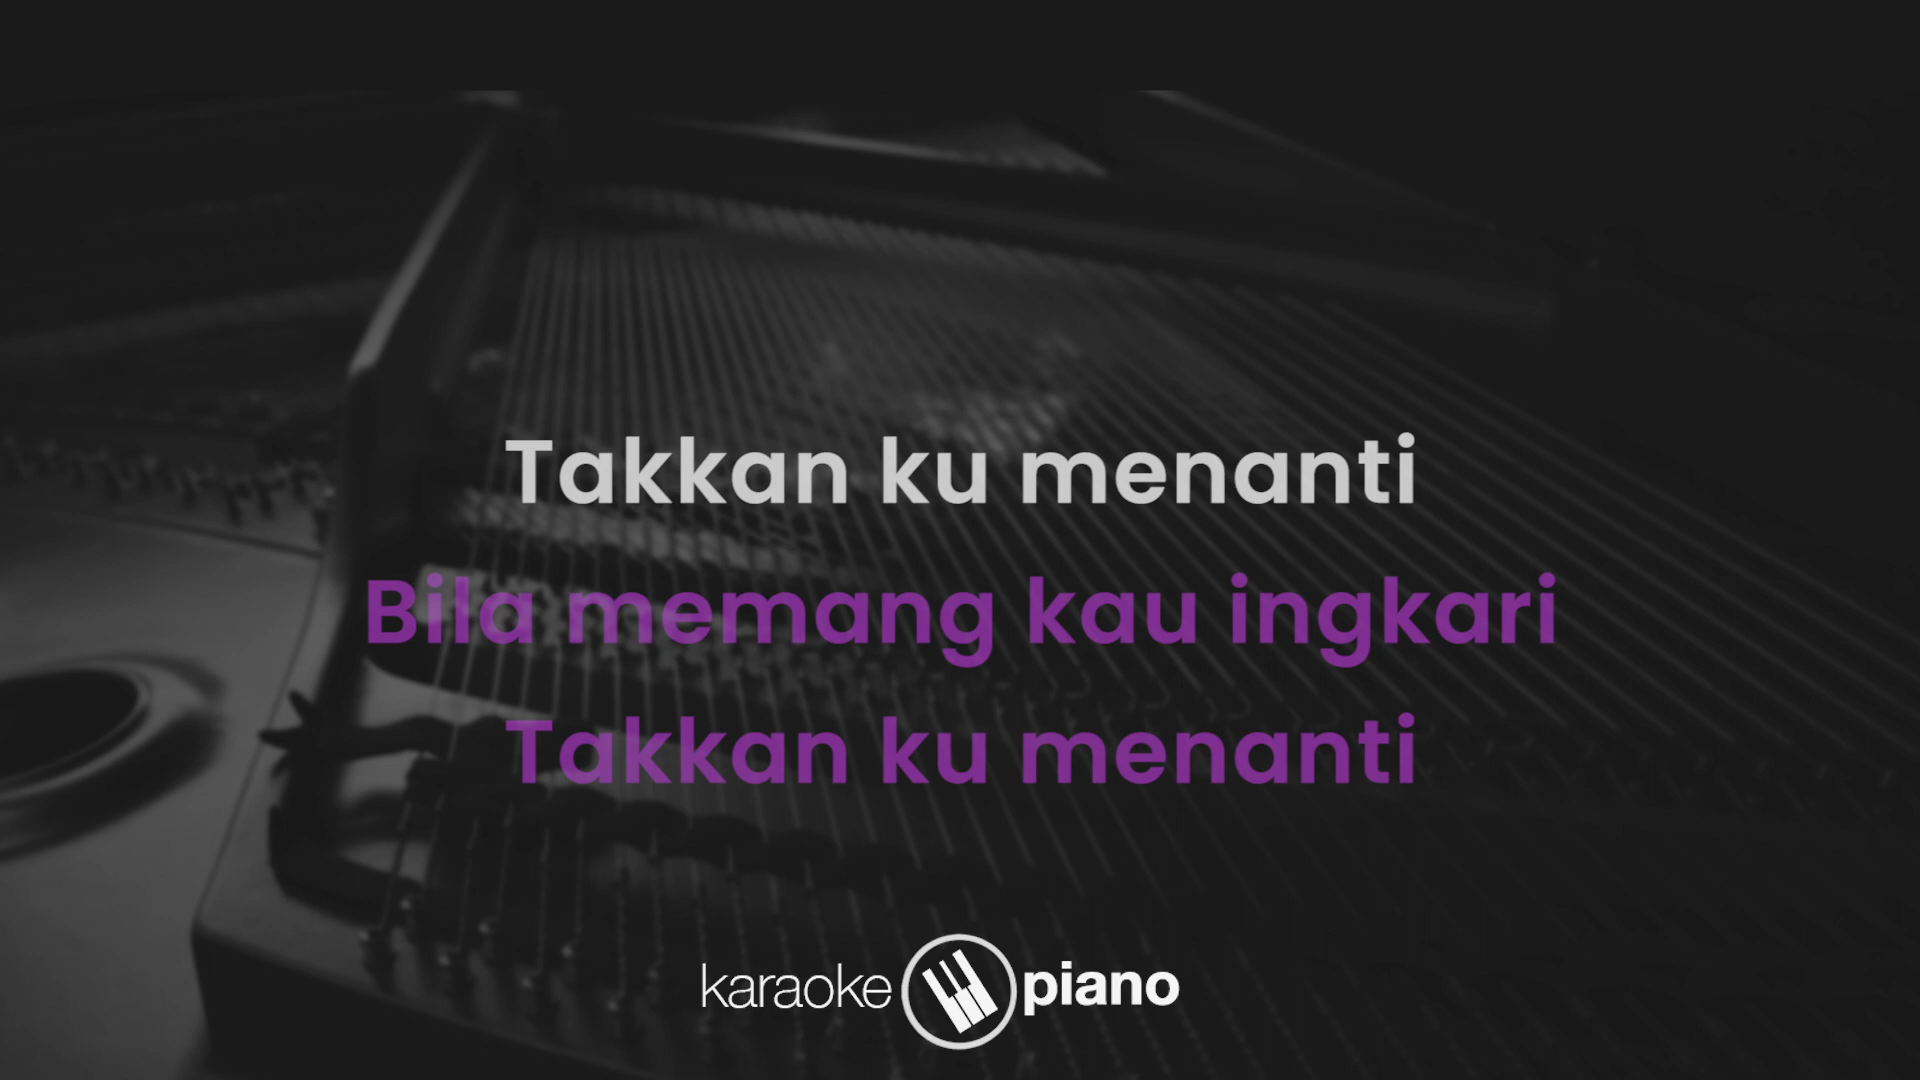 Takkan ku menanti
Bila memang kau ingkari
Takkan ku menanti
karaoke piano